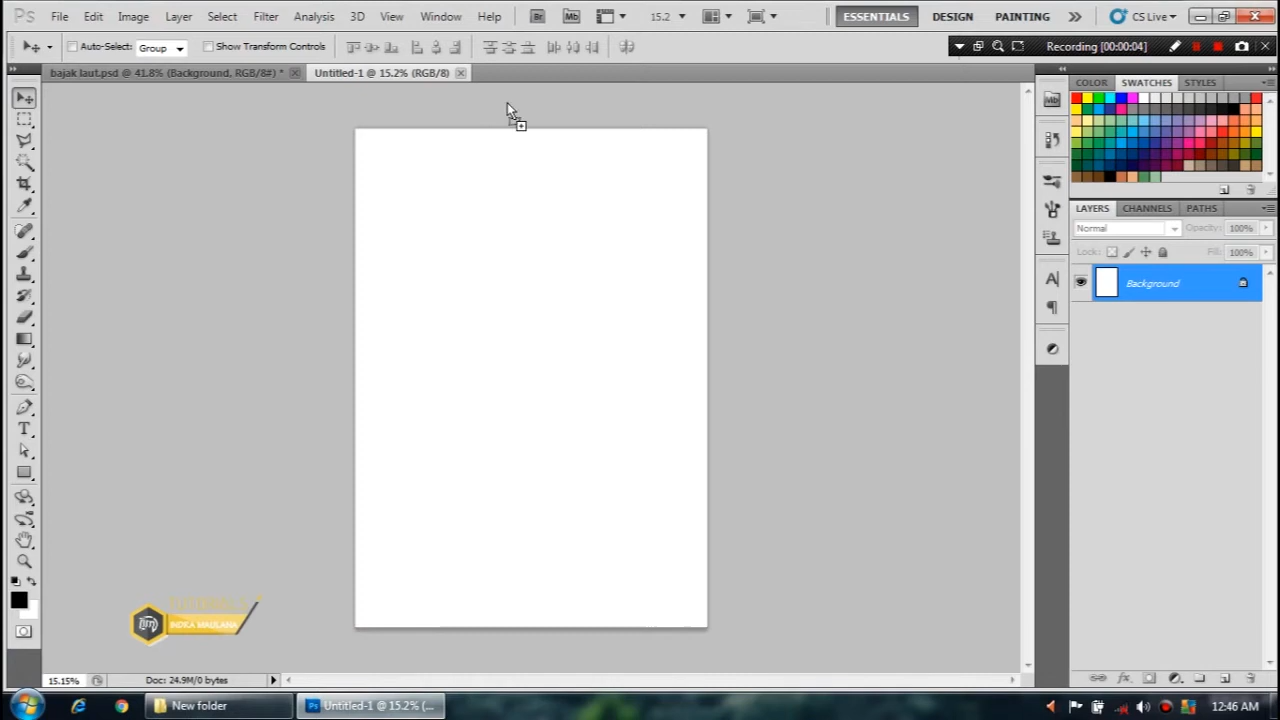 Ps File Edit Image Layer Select Filter Analysis 3D View Window Help Br Mb 15.2 ESSENTIALS DESIGN PAINTING CS Live
Auto-Select: Group Show Transform Controls Recording [00:00:04]
bajak laut.psd @ 41.8% (Background, RGB/8#) * Untitled-1 @ 15.2% (RGB/8)
COLOR SWATCHES STYLES
Mb
LAYERS CHANNELS PATHS
Normal Opacity: 100%
Lock: Fill: 100%
Background
INDKA MAULANA
15.15% Doc: 24.9M/0 bytes
New folder Untitled-1 @ 15.2% (... 12:46 AM